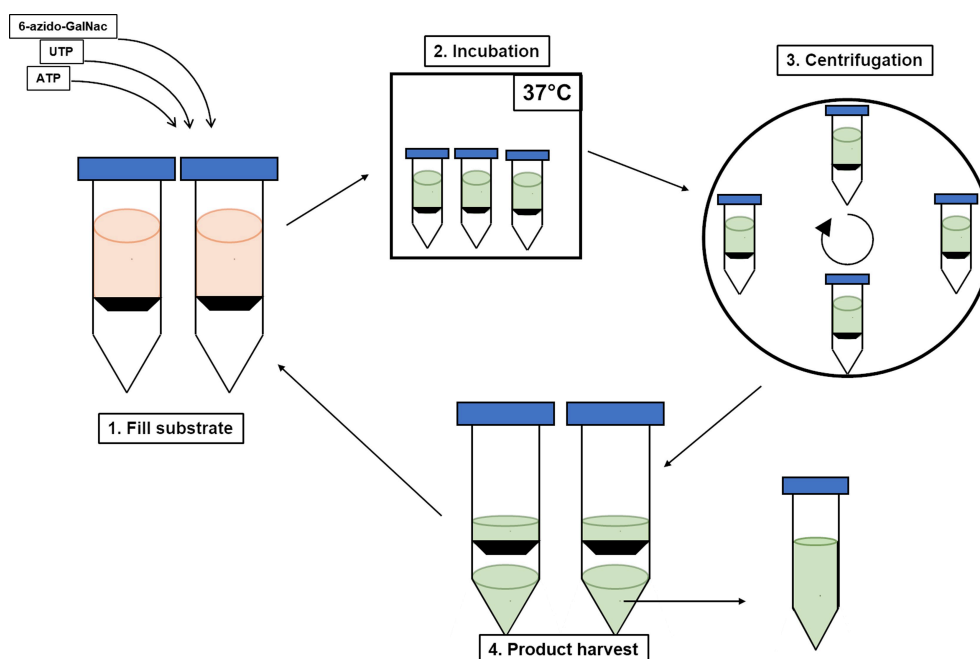 6-azido-GalNac
UTP
ATP
2. Incubation
37°C
3. Centrifugation
1. Fill substrate
4. Product harvest